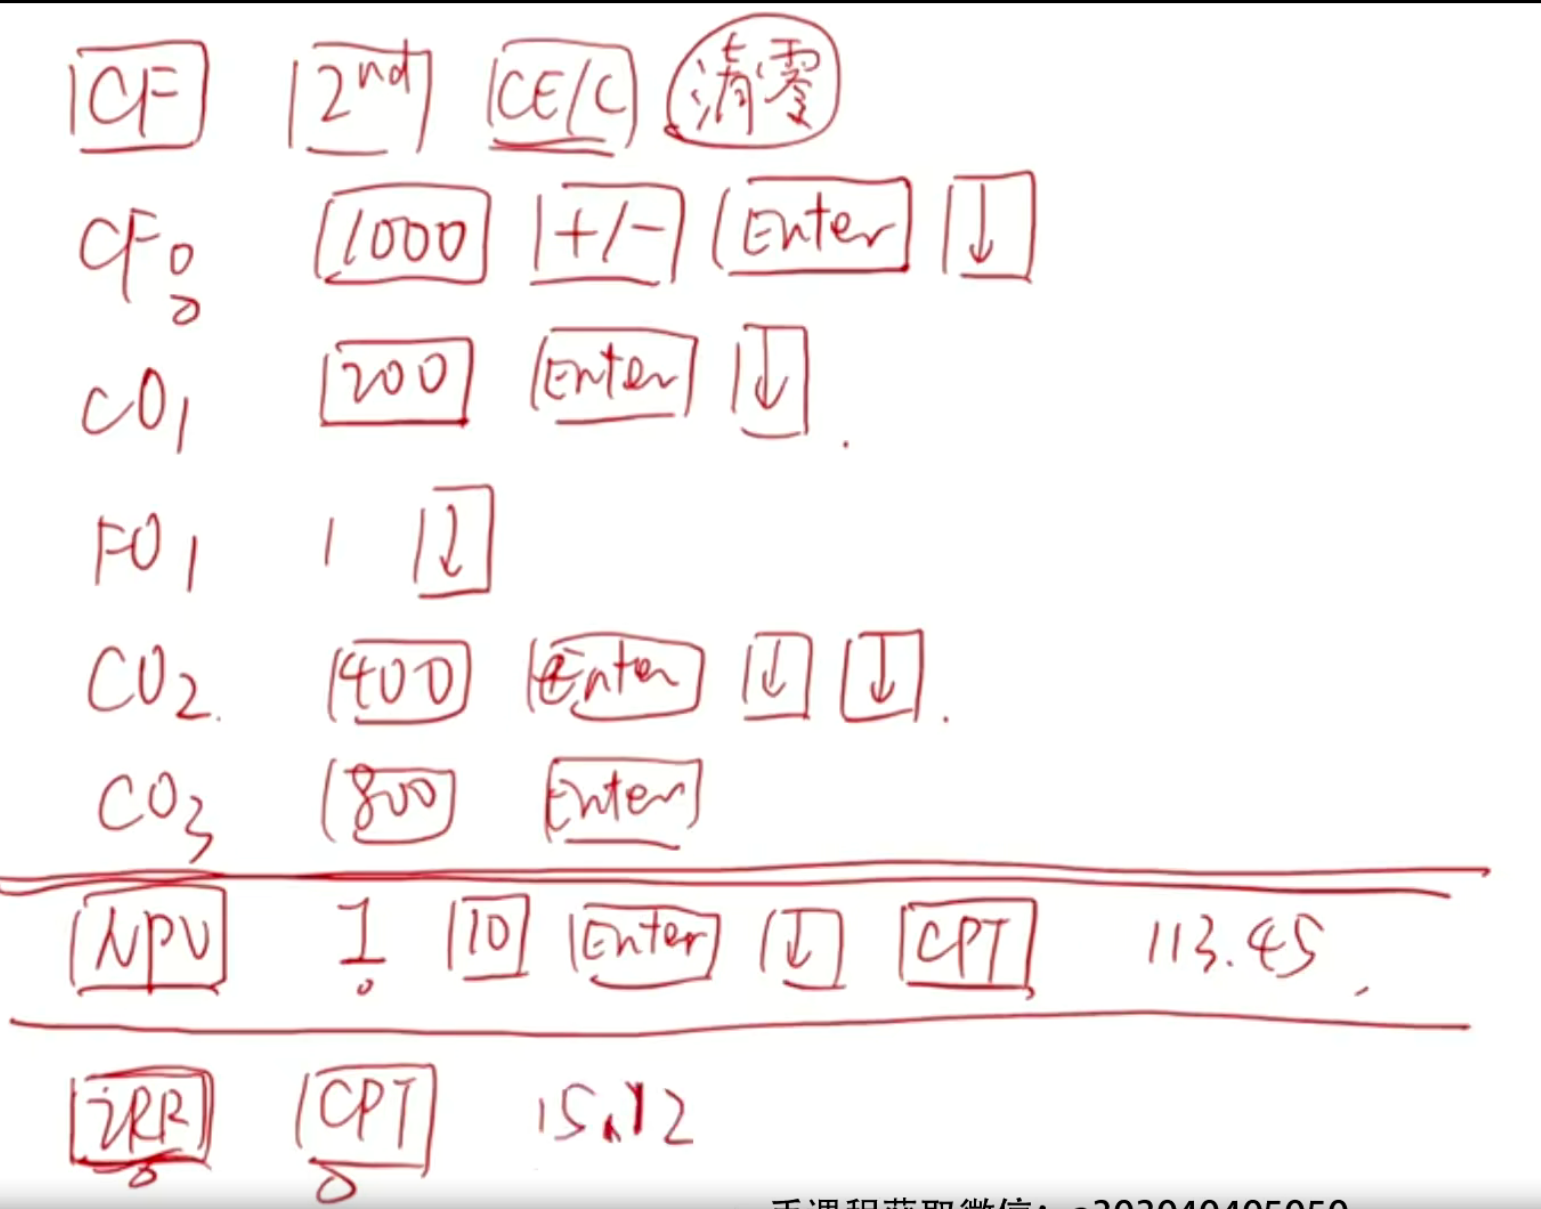 CF 2nd CE/C 清零
CF0 1000 +/- Enter ↓
C01 200 Enter ↓.
F01 1 ↓
C02. 400 Enter ↓ ↓.
C03 800 Enter
NPV I 10 Enter ↓ CPT 113.45
IRR CPT 15.12